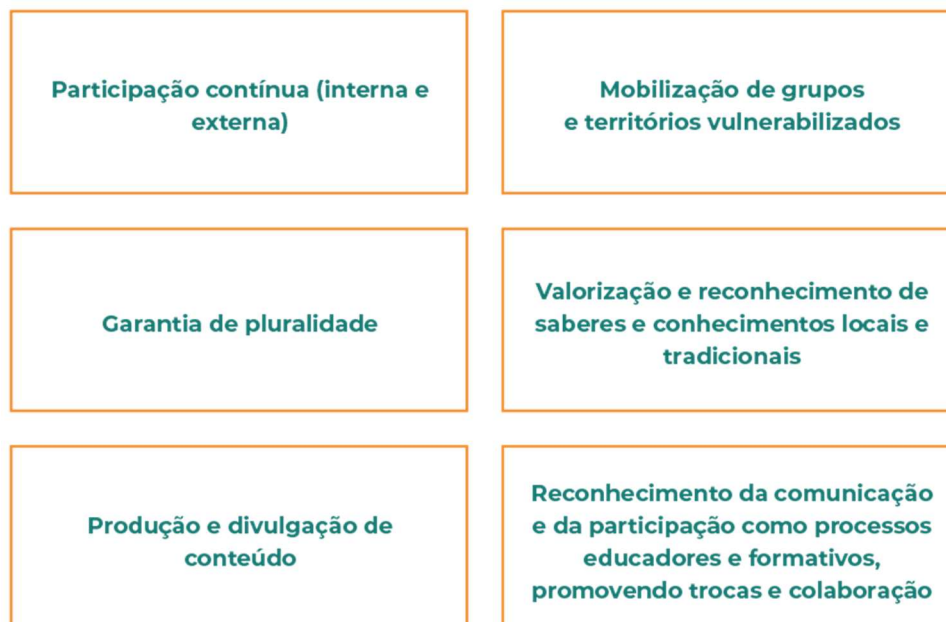 Participação contínua (interna e
externa)
Mobilização de grupos
e territórios vulnerabilizados
Garantia de pluralidade
Valorização e reconhecimento de
saberes e conhecimentos locais e
tradicionais
Produção e divulgação de
conteúdo
Reconhecimento da comunicação
e da participação como processos
educadores e formativos,
promovendo trocas e colaboração